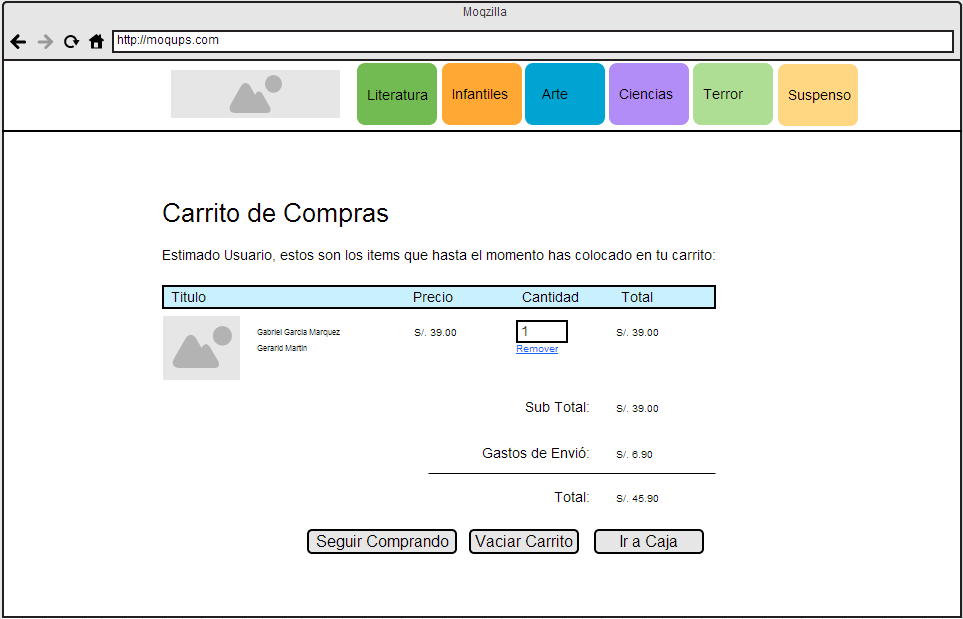 Moqzilla
http://moqups.com
Literatura Infantiles Arte Ciencias Terror Suspenso
Carrito de Compras
Estimado Usuario, estos son los items que hasta el momento has colocado en tu carrito:
Titulo Precio Cantidad Total
Gabriel Garcia Marquez S/. 39.00 1 S/. 39.00
Gerarld Martin Remover
Sub Total: S/. 39.00
Gastos de Envió: S/. 6.90
Total: S/. 45.90
Seguir Comprando Vaciar Carrito Ir a Caja